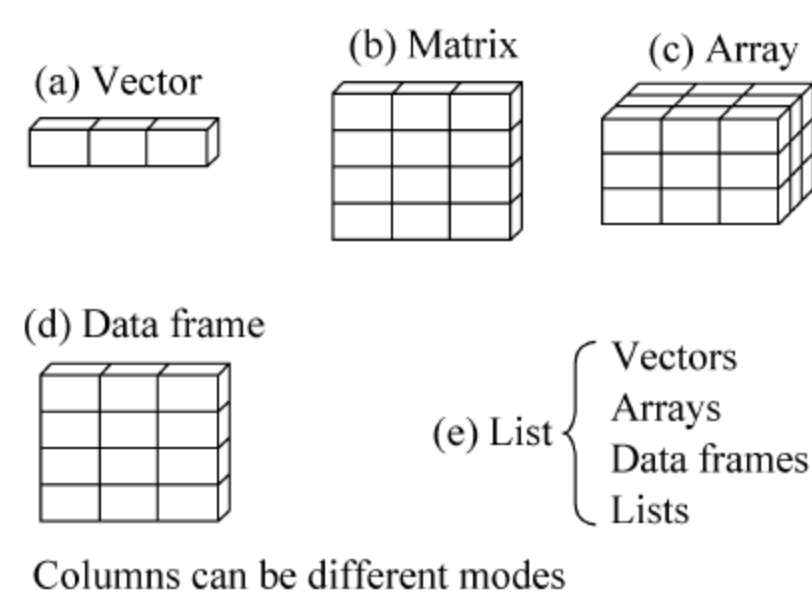 (a) Vector
(b) Matrix
(c) Array
(d) Data frame
(e) List
Vectors
Arrays
Data frames
Lists
Columns can be different modes